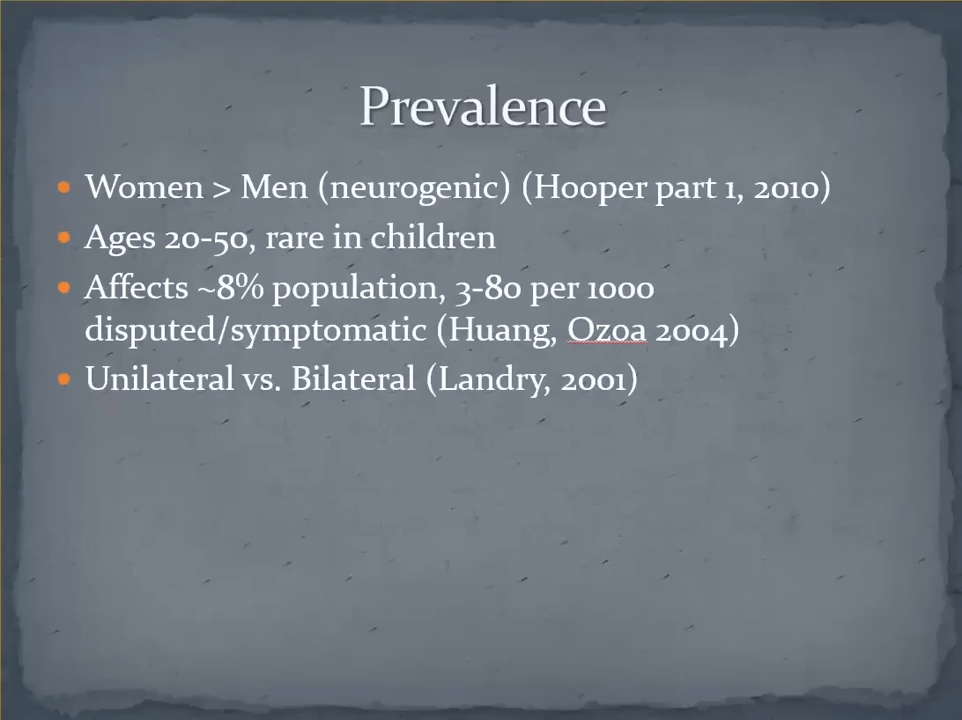 Prevalence
Women > Men (neurogenic) (Hooper part 1, 2010)
Ages 20-50, rare in children
Affects ~8% population, 3-80 per 1000
disputed/symptomatic (Huang, Ozoa 2004)
Unilateral vs. Bilateral (Landry, 2001)